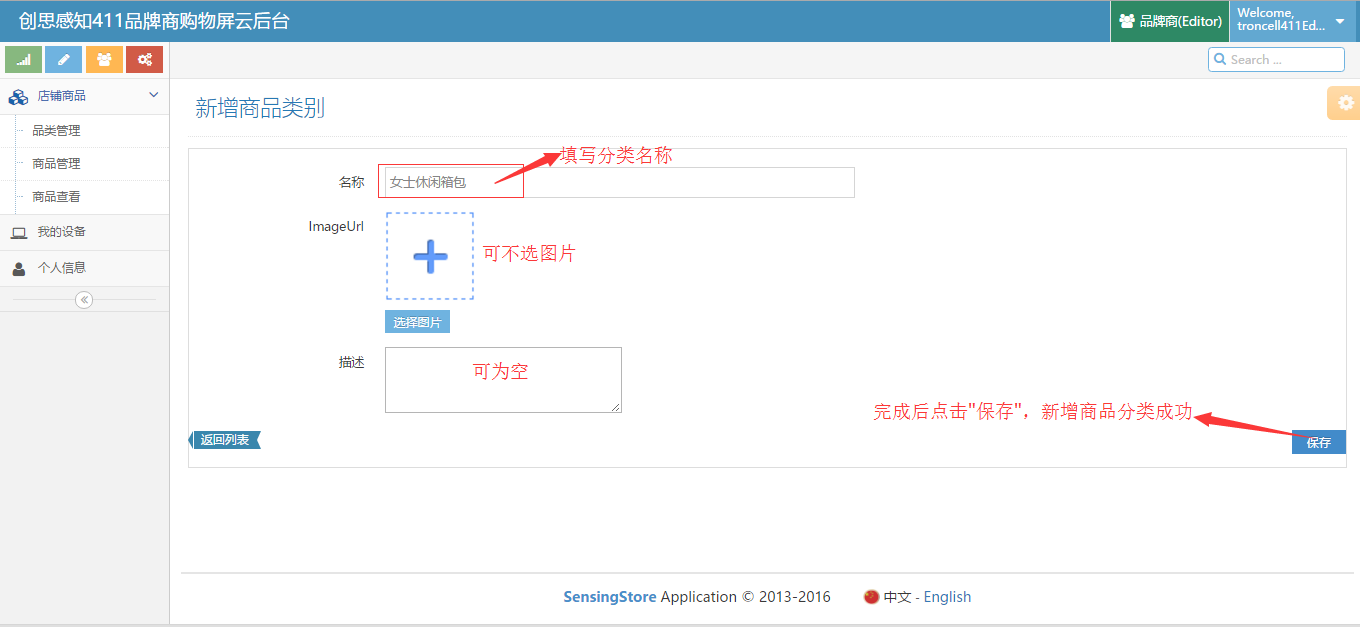 创思感知411品牌商购物屏云后台
品牌商(Editor)
Welcome,
troncell411Ed...
Search ...
店铺商品
品类管理
商品管理
商品查看
我的设备
个人信息
新增商品类别
填写分类名称
名称
女士休闲箱包
ImageUrl
可不选图片
选择图片
描述
可为空
完成后点击"保存"，新增商品分类成功
返回列表
保存
SensingStore Application © 2013-2016
中文 - English